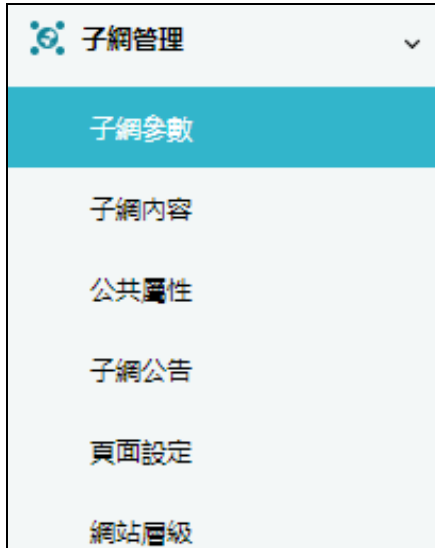 子網管理
子網參數
子網內容
公共屬性
子網公告
頁面設定
網站層級